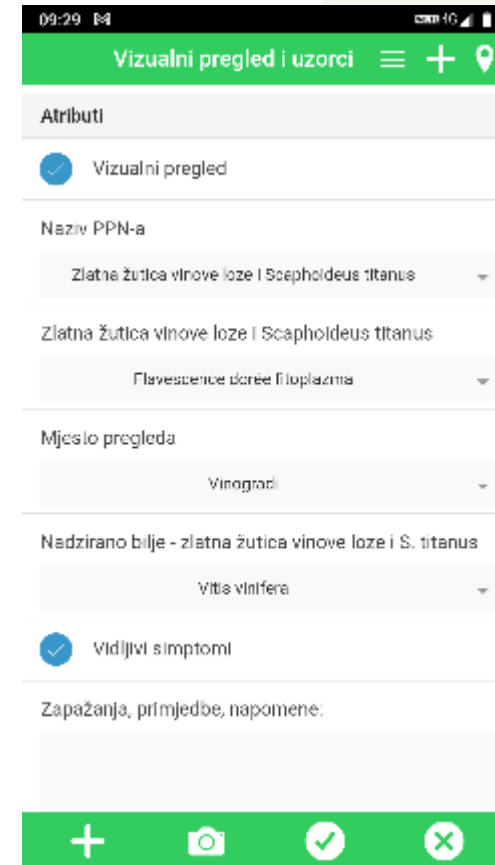 09:29
4G
Vizualni pregled i uzorci
Atributi
Vizualni pregled
Naziv PPN-a
Zlatna žutica vinove loze i Scaphoideus titanus
Zlatna žutica vinove loze i Scaphoideus titanus
Flavescence dorée fitoplazma
Mjesto pregleda
Vinogradi
Nadzirano bilje - zlatna žutica vinove loze i S. titanus
Vitis vinifera
Vidljivi simptomi
Zapažanja, primjedbe, napomene: